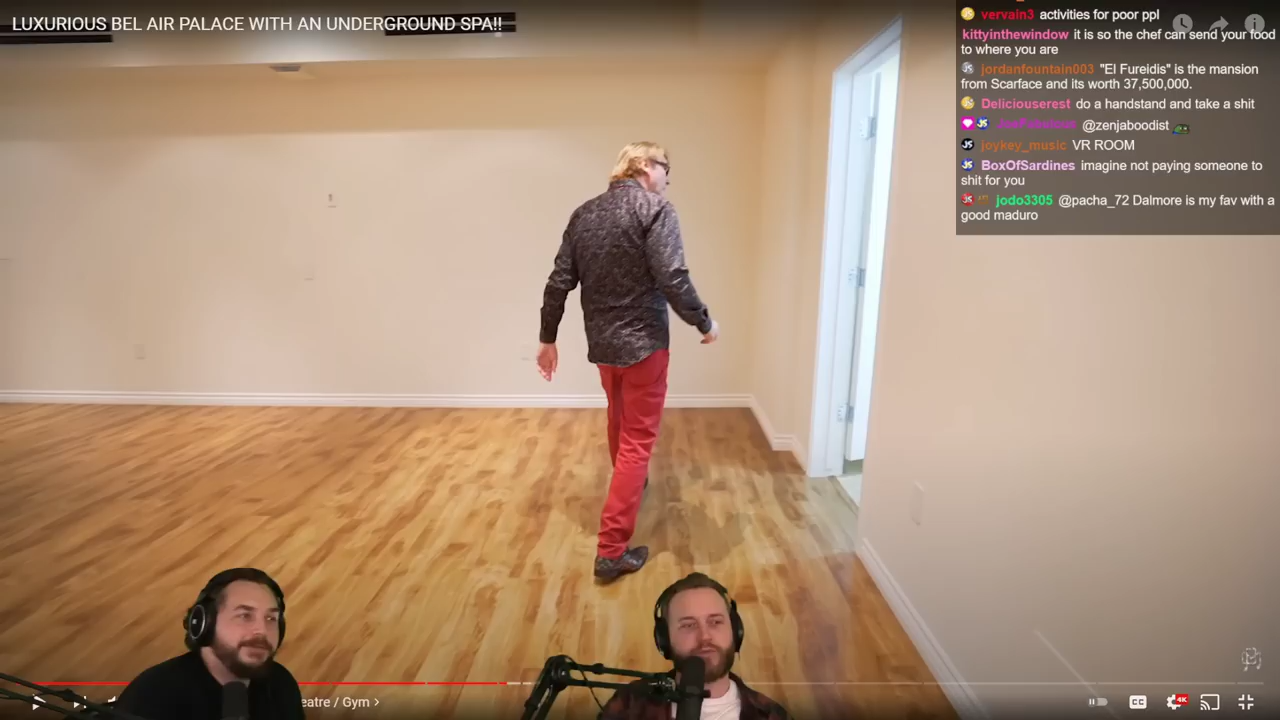 LUXURIOUS BEL AIR PALACE WITH AN UNDERGROUND SPA!!
vervain3 activities for poor ppl
kittyinthewindow it is so the chef can send your food
to where you are
jordanfountain003 "El Fureidis" is the mansion
from Scarface and its worth 37,500,000.
Deliciouserest do a handstand and take a shit
@zenjaboodist
joykey_music VR ROOM
BoxOfSardines imagine not paying someone to
shit for you
jodo3305 @pacha_72 Dalmore is my fav with a
good maduro
eatre / Gym >
CC
4K